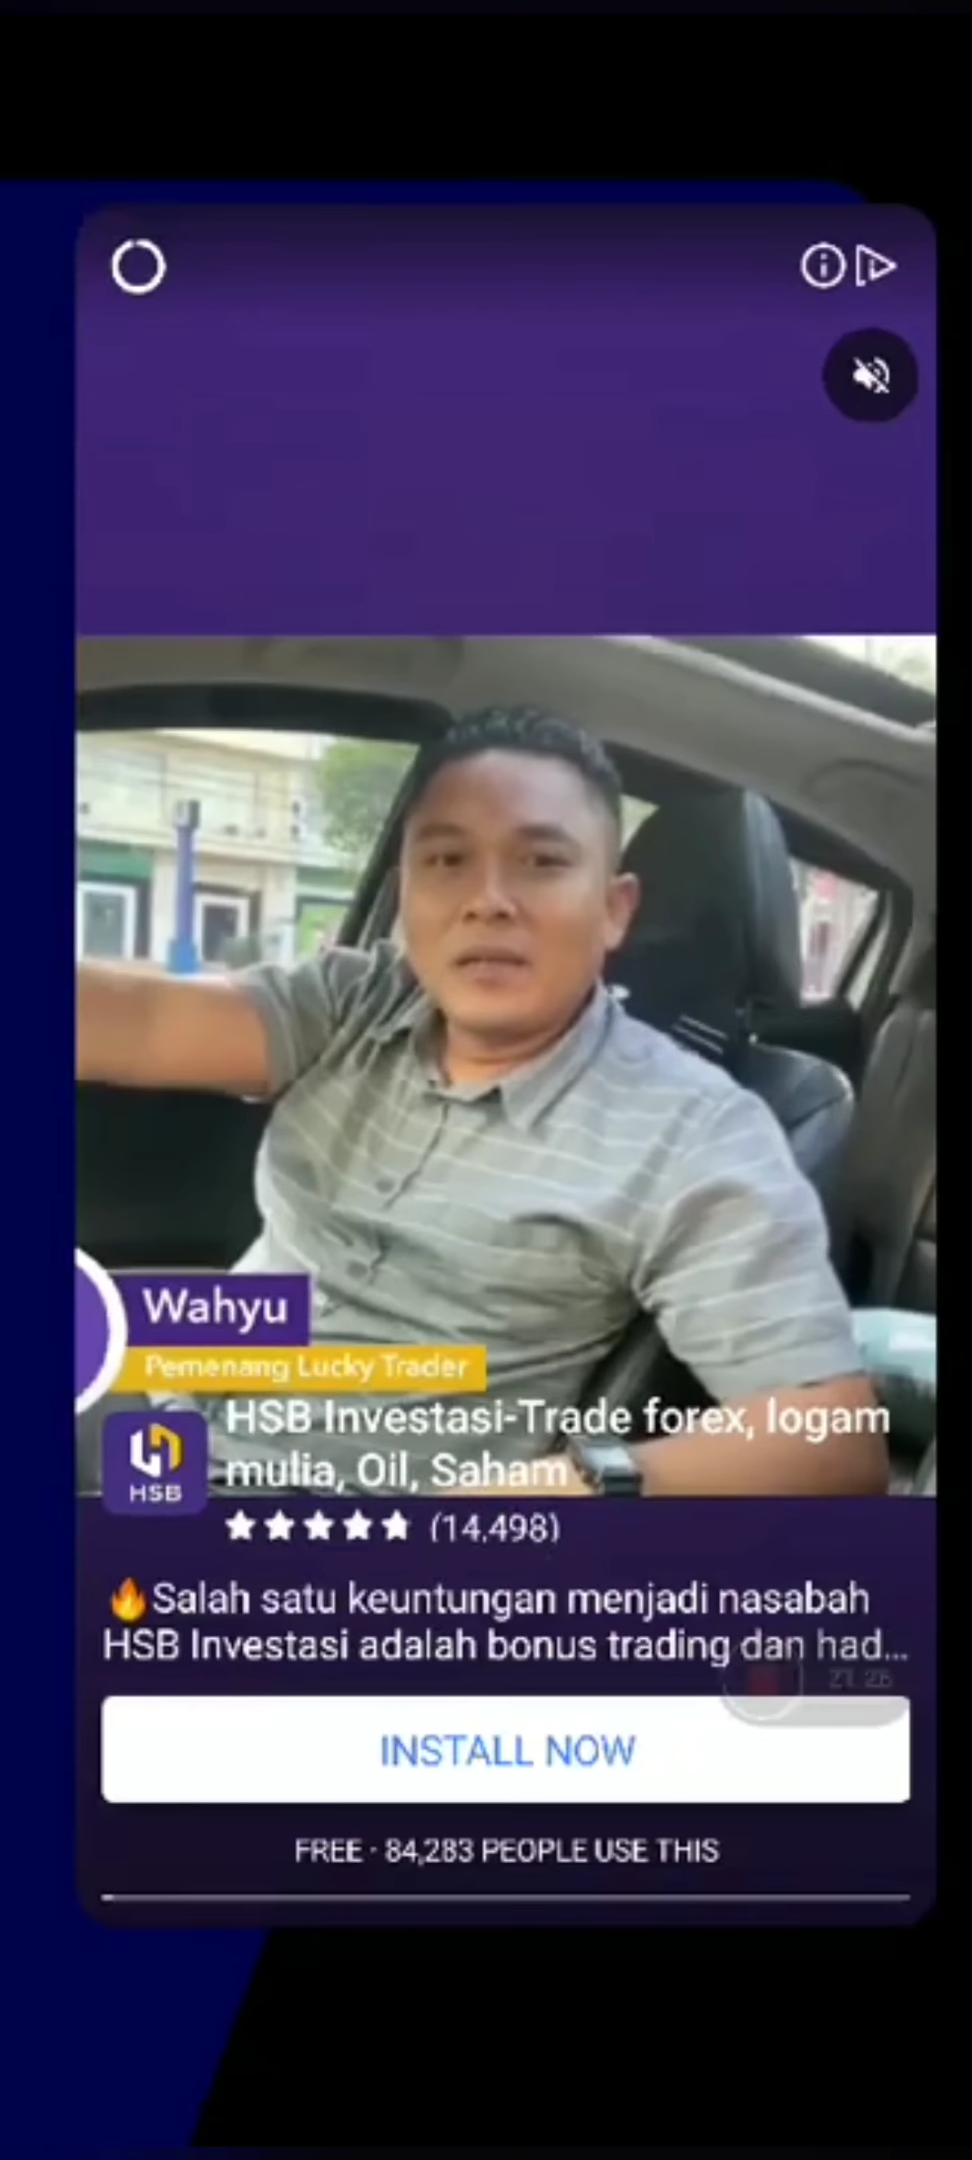 Wahyu
Pemenang Lucky Trader
HSB Investasi-Trade forex, logam
mulia, Oil, Saham
HSB
(14,498)
🔥Salah satu keuntungan menjadi nasabah
HSB Investasi adalah bonus trading dan had...
INSTALL NOW
FREE · 84,283 PEOPLE USE THIS